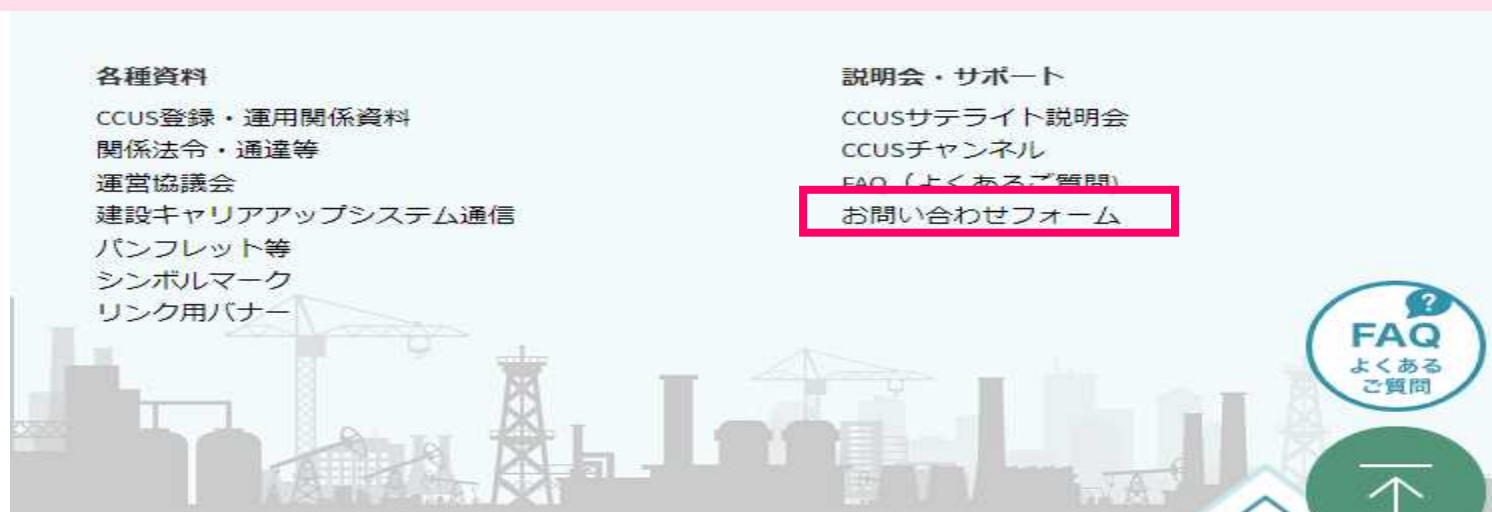 各種資料
CCUS登録・運用関係資料
関係法令・通達等
運営協議会
建設キャリアアップシステム通信
パンフレット等
シンボルマーク
リンク用バナー
説明会・サポート
CCUSサテライト説明会
CCUSチャンネル
FAQ（よくあるご質問）
お問い合わせフォーム
?
FAQ
よくある
ご質問